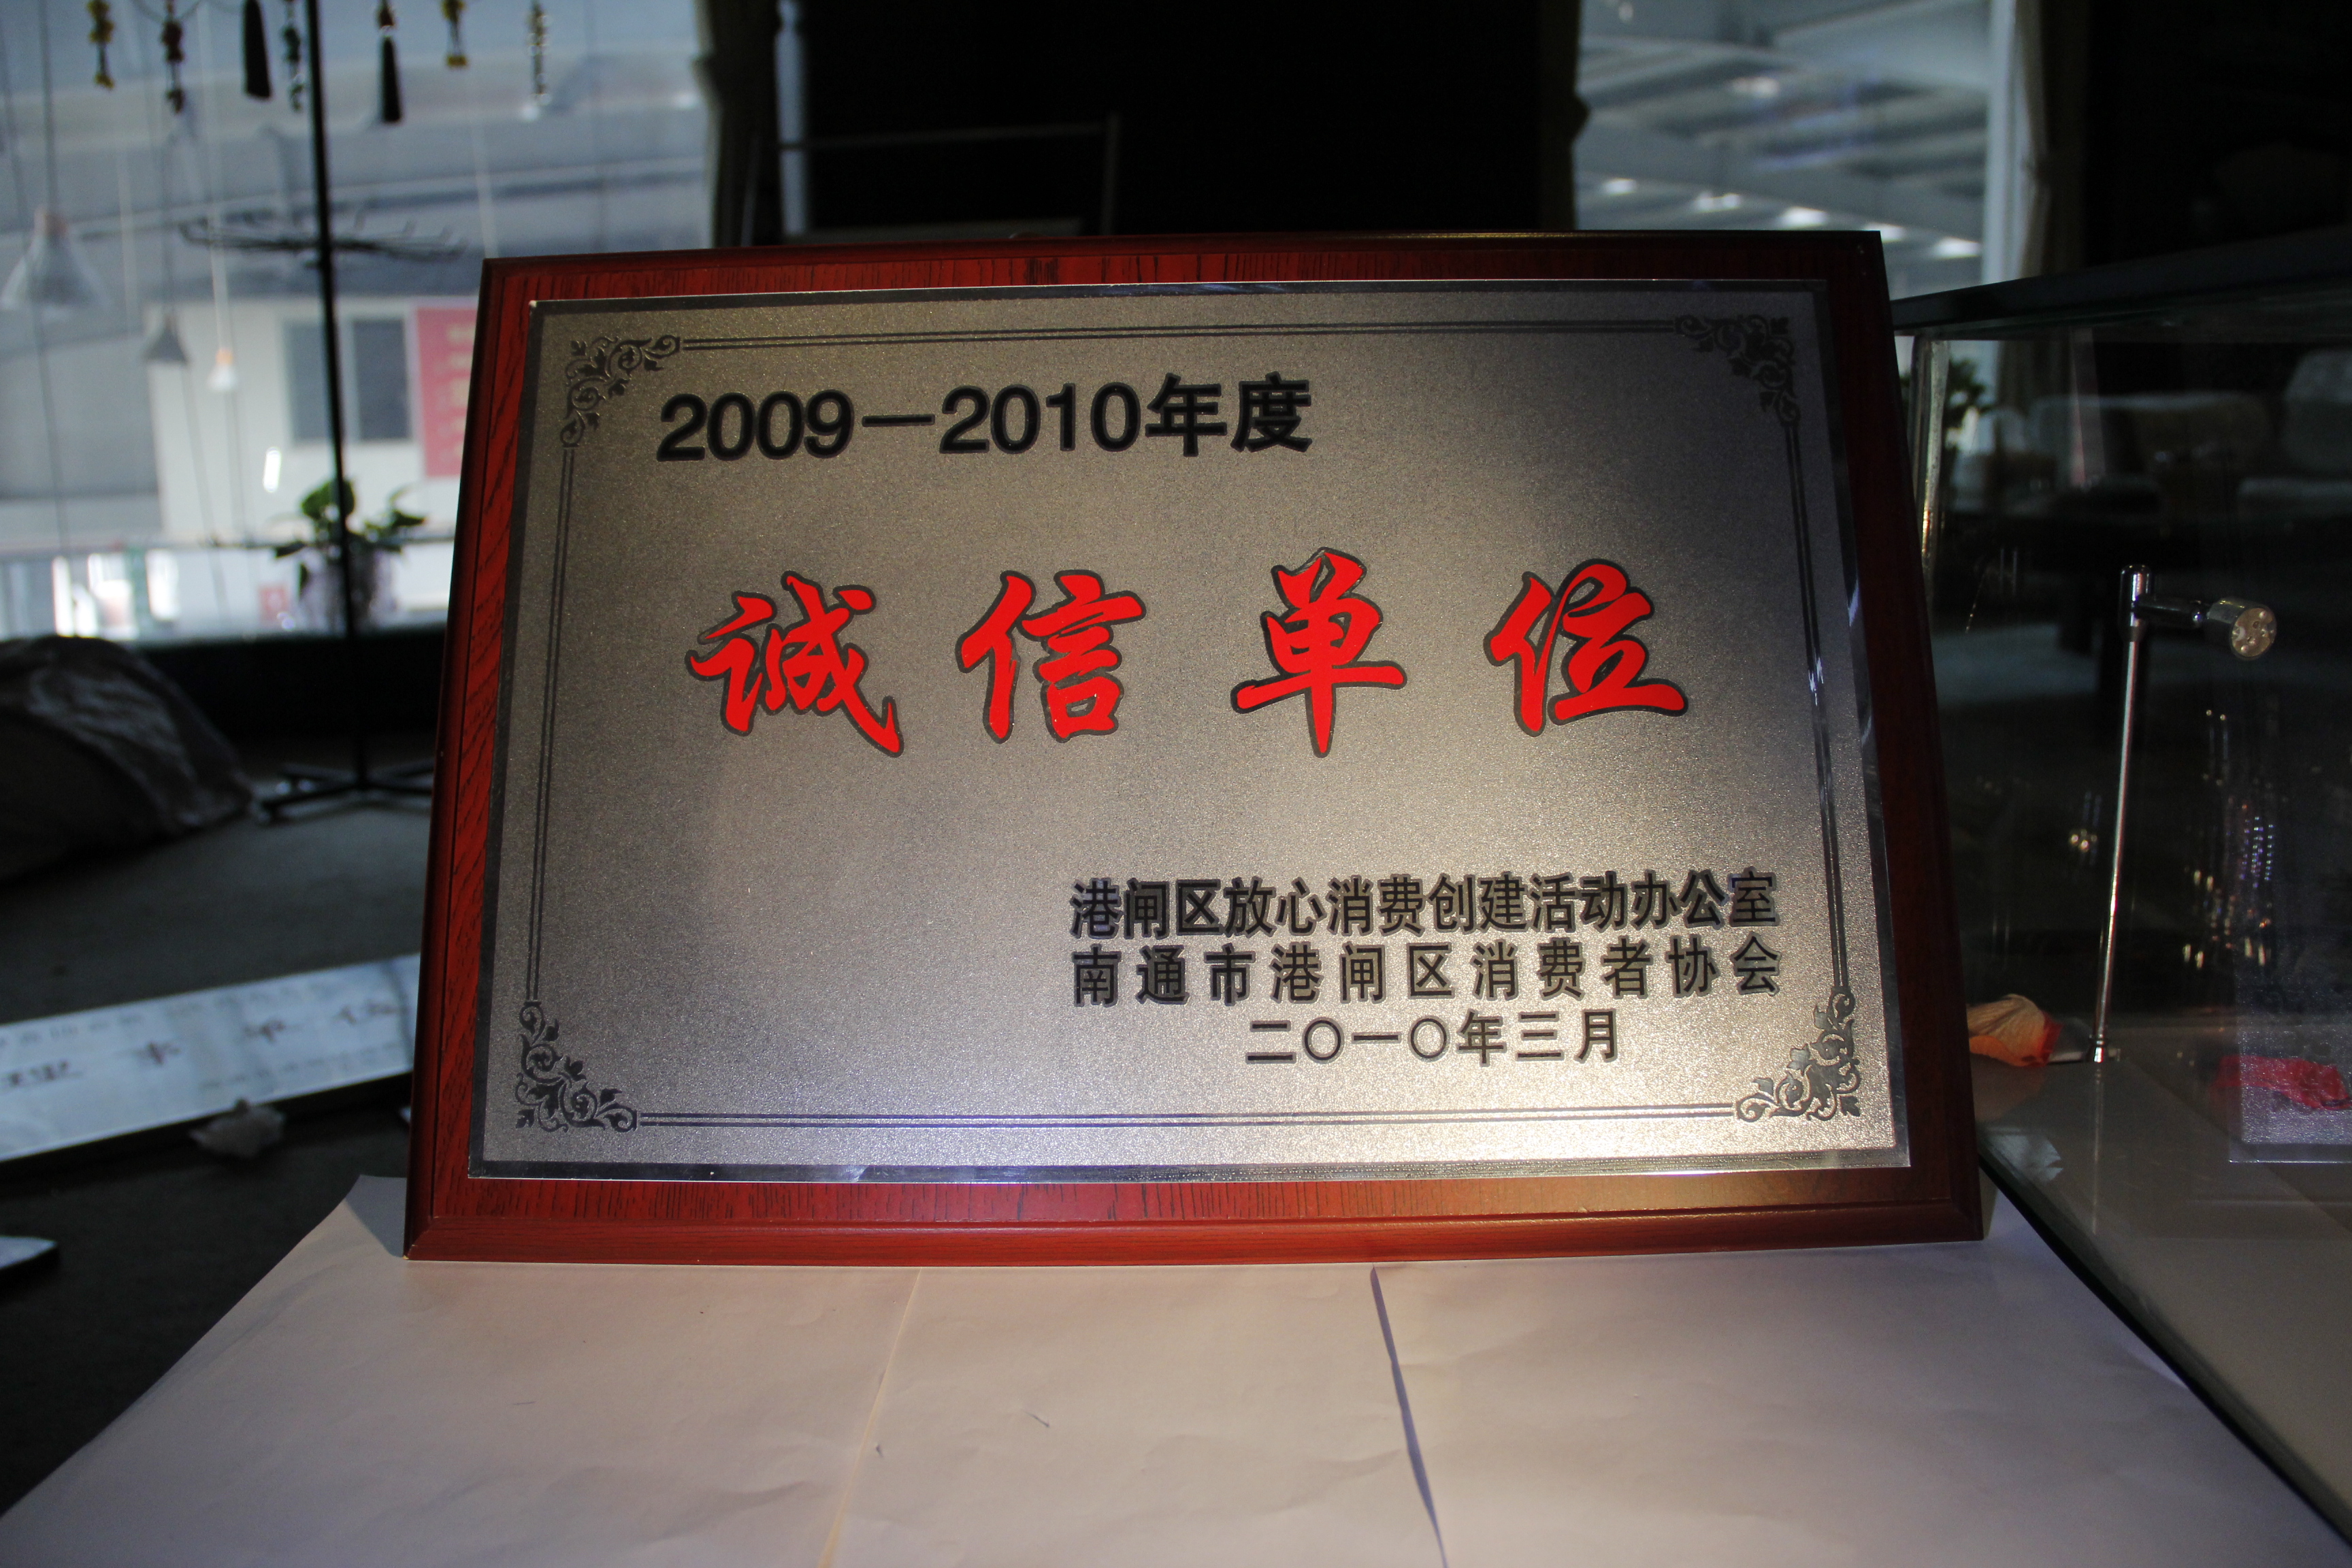 2009－2010年度
诚信单位
港闸区放心消费创建活动办公室
南通市港闸区消费者协会
二〇一〇年三月